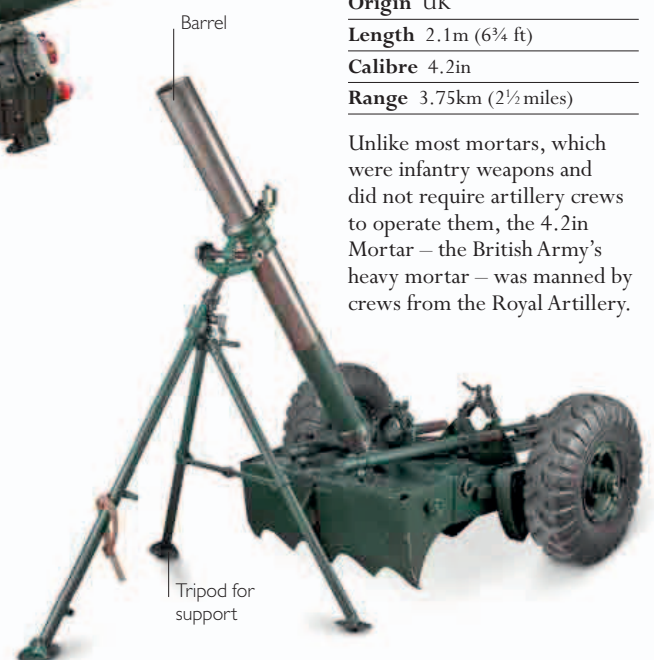 Barrel
Origin UK
Length 2.1m (6¾ ft)
Calibre 4.2in
Range 3.75km (2½ miles)
Unlike most mortars, which
were infantry weapons and
did not require artillery crews
to operate them, the 4.2in
Mortar – the British Army's
heavy mortar – was manned by
crews from the Royal Artillery.
Tripod for
support